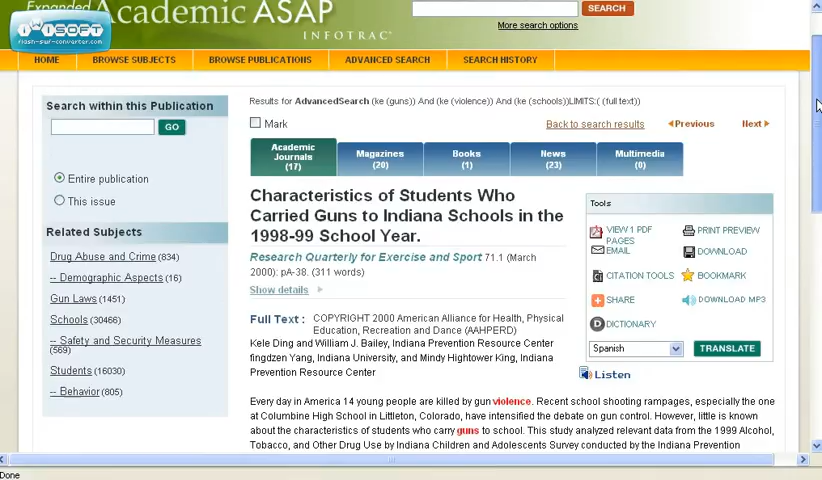 Expanded
Academic ASAP
INFOTRAC
SEARCH
More search options
iWiSOFT
flash-swf-converter.com
HOME
BROWSE SUBJECTS
BROWSE PUBLICATIONS
ADVANCED SEARCH
SEARCH HISTORY
Search within this Publication
GO
Entire publication
This issue
Related Subjects
Drug Abuse and Crime (834)
-- Demographic Aspects (16)
Gun Laws (1451)
Schools (30466)
-- Safety and Security Measures
(569)
Students (16030)
-- Behavior (805)
Results for AdvancedSearch (ke (guns)) And (ke (violence)) And (ke (schools))LIMITS:( (full text))
Mark
Back to search results
Previous
Next
Academic
Journals
(17)
Magazines
(20)
Books
(1)
News
(23)
Multimedia
(0)
Characteristics of Students Who
Carried Guns to Indiana Schools in the
1998-99 School Year.
Research Quarterly for Exercise and Sport 71.1 (March
2000): pA-38. (311 words)
Show details
Full Text : COPYRIGHT 2000 American Alliance for Health, Physical
Education, Recreation and Dance (AAHPERD)
Kele Ding and William J. Bailey, Indiana Prevention Resource Center
fingdzen Yang, Indiana University, and Mindy Hightower King, Indiana
Prevention Resource Center
Tools
VIEW 1 PDF
PAGES
PRINT PREVIEW
EMAIL
DOWNLOAD
CITATION TOOLS
BOOKMARK
SHARE
DOWNLOAD MP3
D DICTIONARY
Spanish
TRANSLATE
Listen
Every day in America 14 young people are killed by gun violence. Recent school shooting rampages, especially the one
at Columbine High School in Littleton, Colorado, have intensified the debate on gun control. However, little is known
about the characteristics of students who carry guns to school. This study analyzed relevant data from the 1999 Alcohol,
Tobacco, and Other Drug Use by Indiana Children and Adolescents Survey conducted by the Indiana Prevention
Done